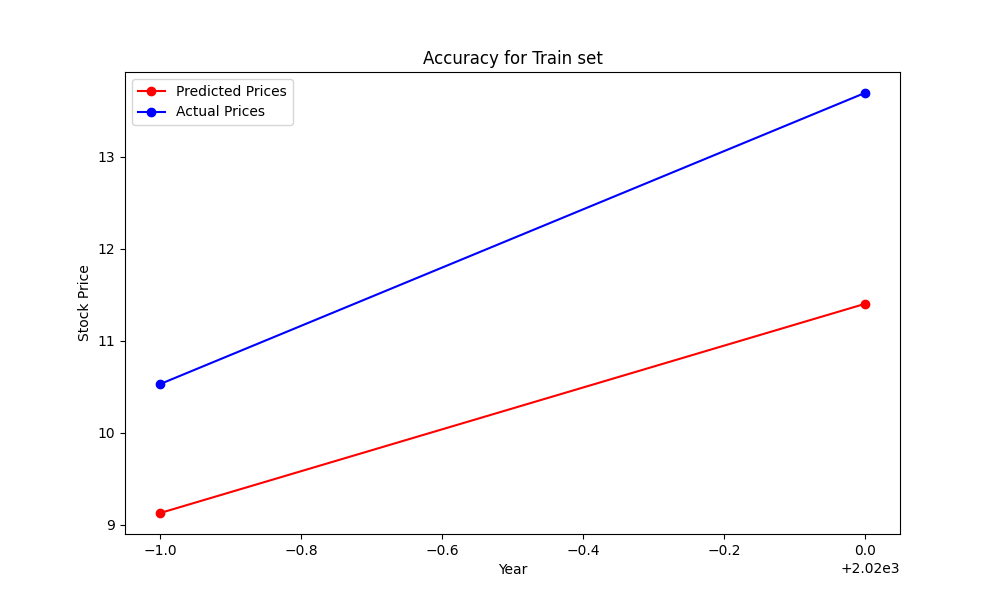 Accuracy for Train set
Predicted Prices
Actual Prices
Stock Price
13
12
11
10
9
−1.0 −0.8 −0.6 −0.4 −0.2 0.0
Year
+2.02e3